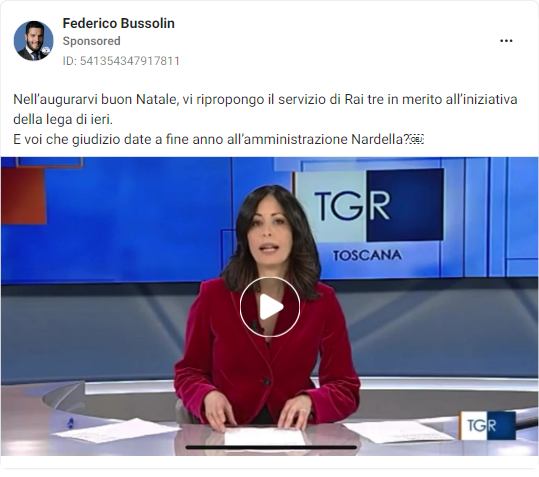 Federico Bussolin
Sponsored
ID: 541354347917811
Nell'augurarvi buon Natale, vi ripropongo il servizio di Rai tre in merito all'iniziativa
della lega di ieri.
E voi che giudizio date a fine anno all'amministrazione Nardella?￼
TGR
TOSCANA
TGR